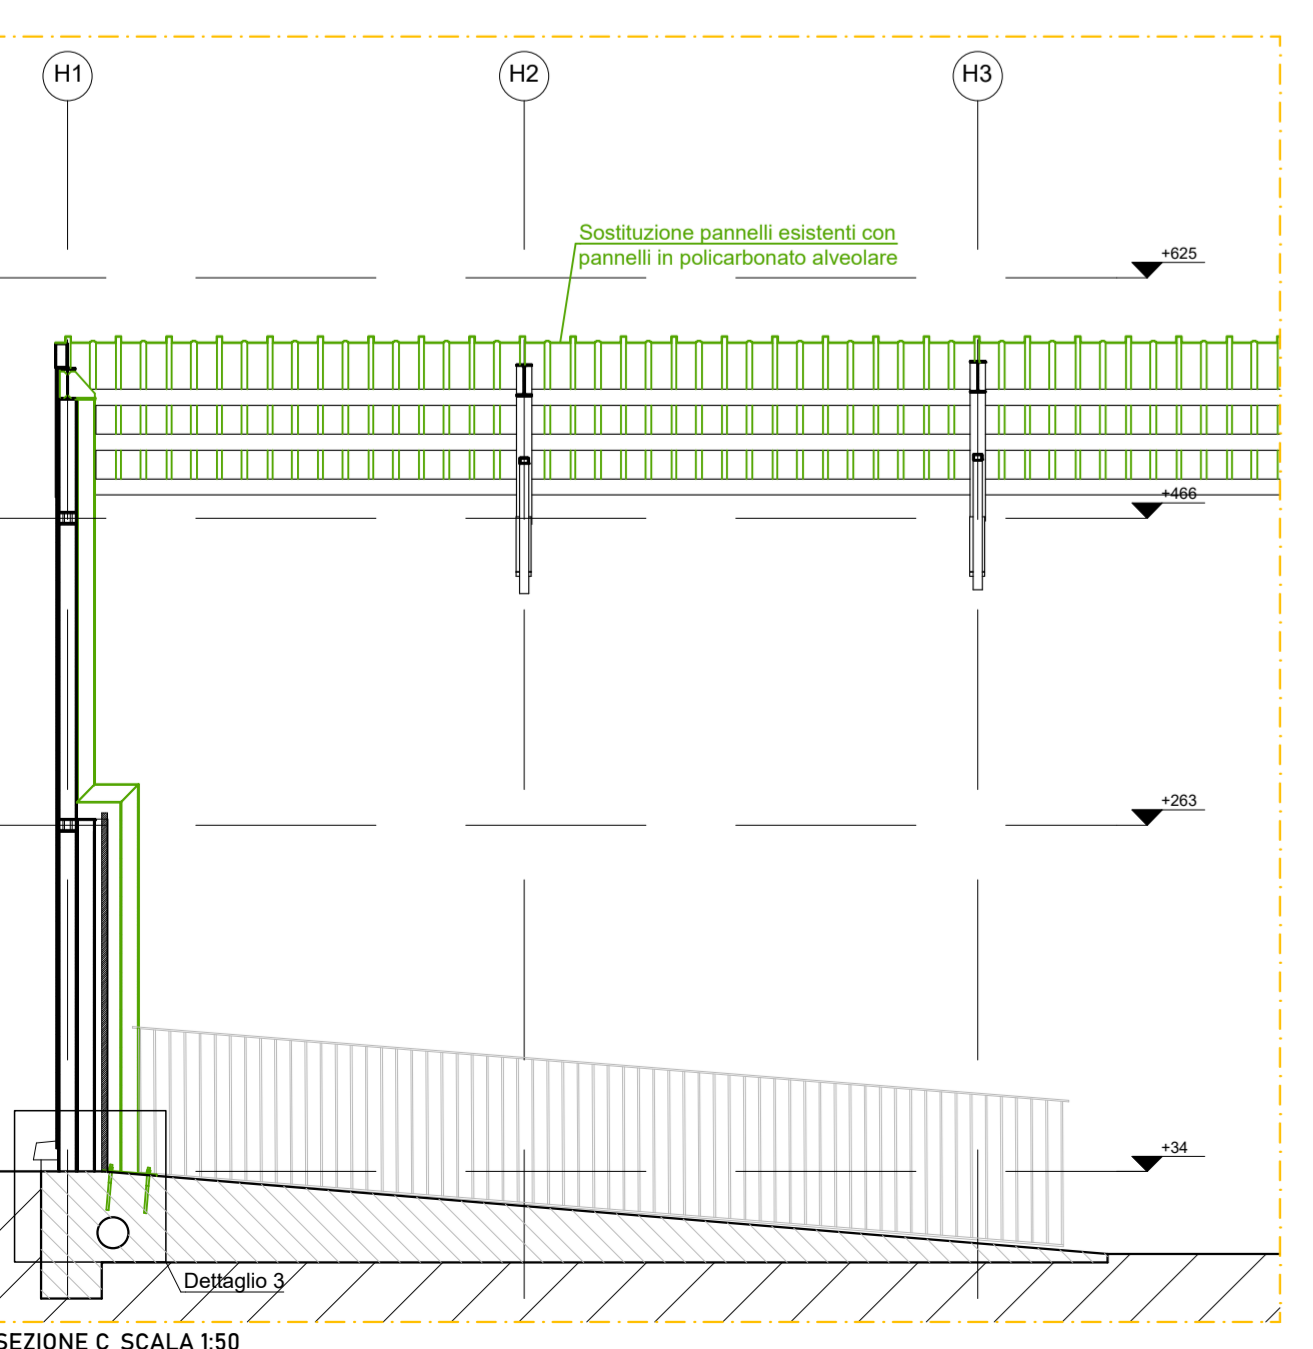 H1
H2
H3
Sostituzione pannelli esistenti con
pannelli in policarbonato alveolare
+625
+466
+263
+34
Dettaglio 3
SEZIONE C SCALA 1:50